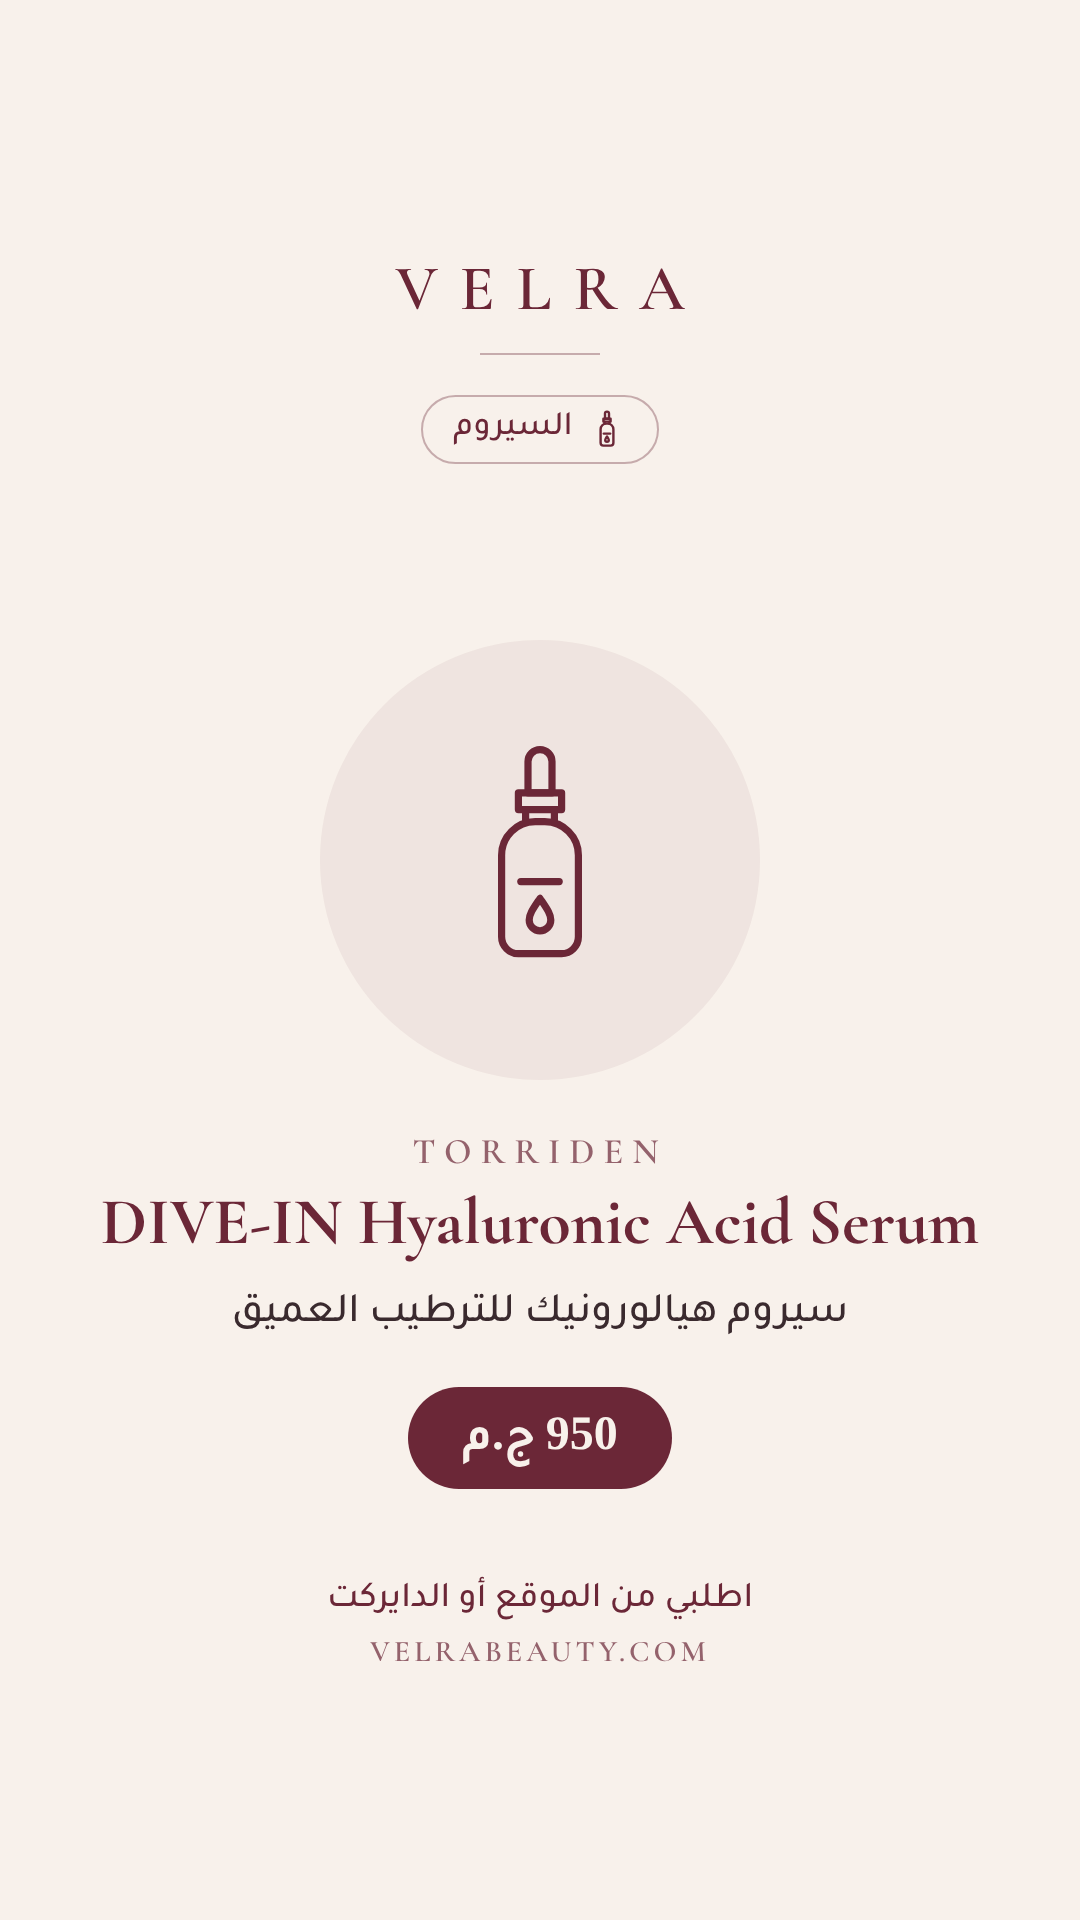 VELRA
السيروم
TORRIDEN
DIVE-IN Hyaluronic Acid Serum
سيروم هيالورونيك للترطيب العميق
950 ج.م
اطلبي من الموقع أو الدايركت
VELRABEAUTY.COM